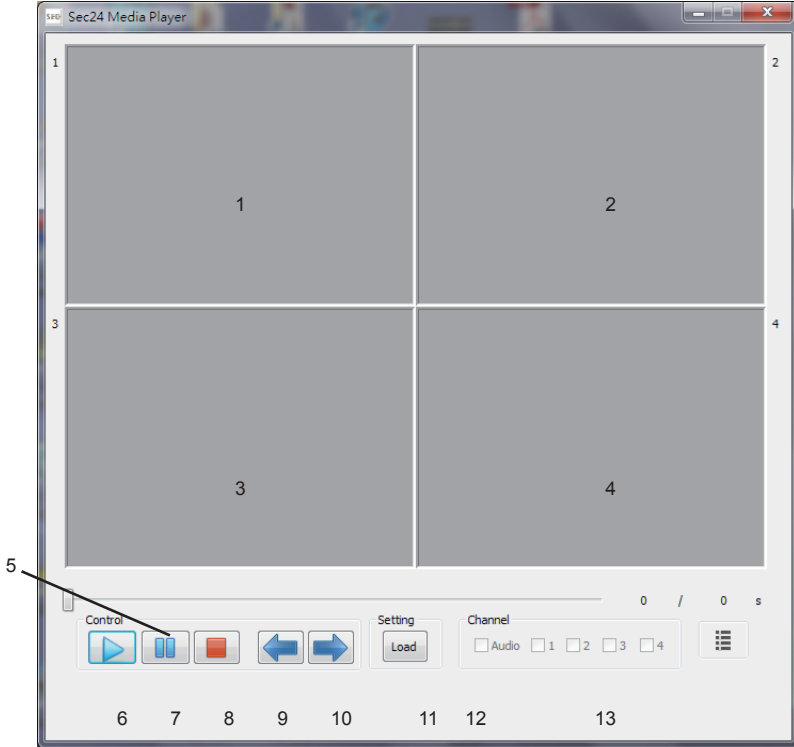 SEC Sec24 Media Player
1 2
1 2
3 4
3 4
5
0 / 0 s
Control Setting Channel
Load Audio 1 2 3 4
6 7 8 9 10 11 12 13